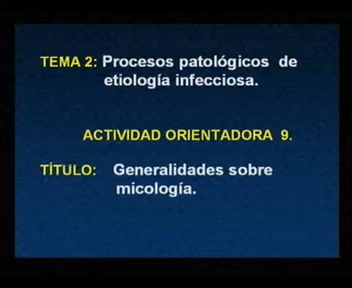 TEMA 2: Procesos patológicos de
etiología infecciosa.
ACTIVIDAD ORIENTADORA 9.
TÍTULO: Generalidades sobre
micología.